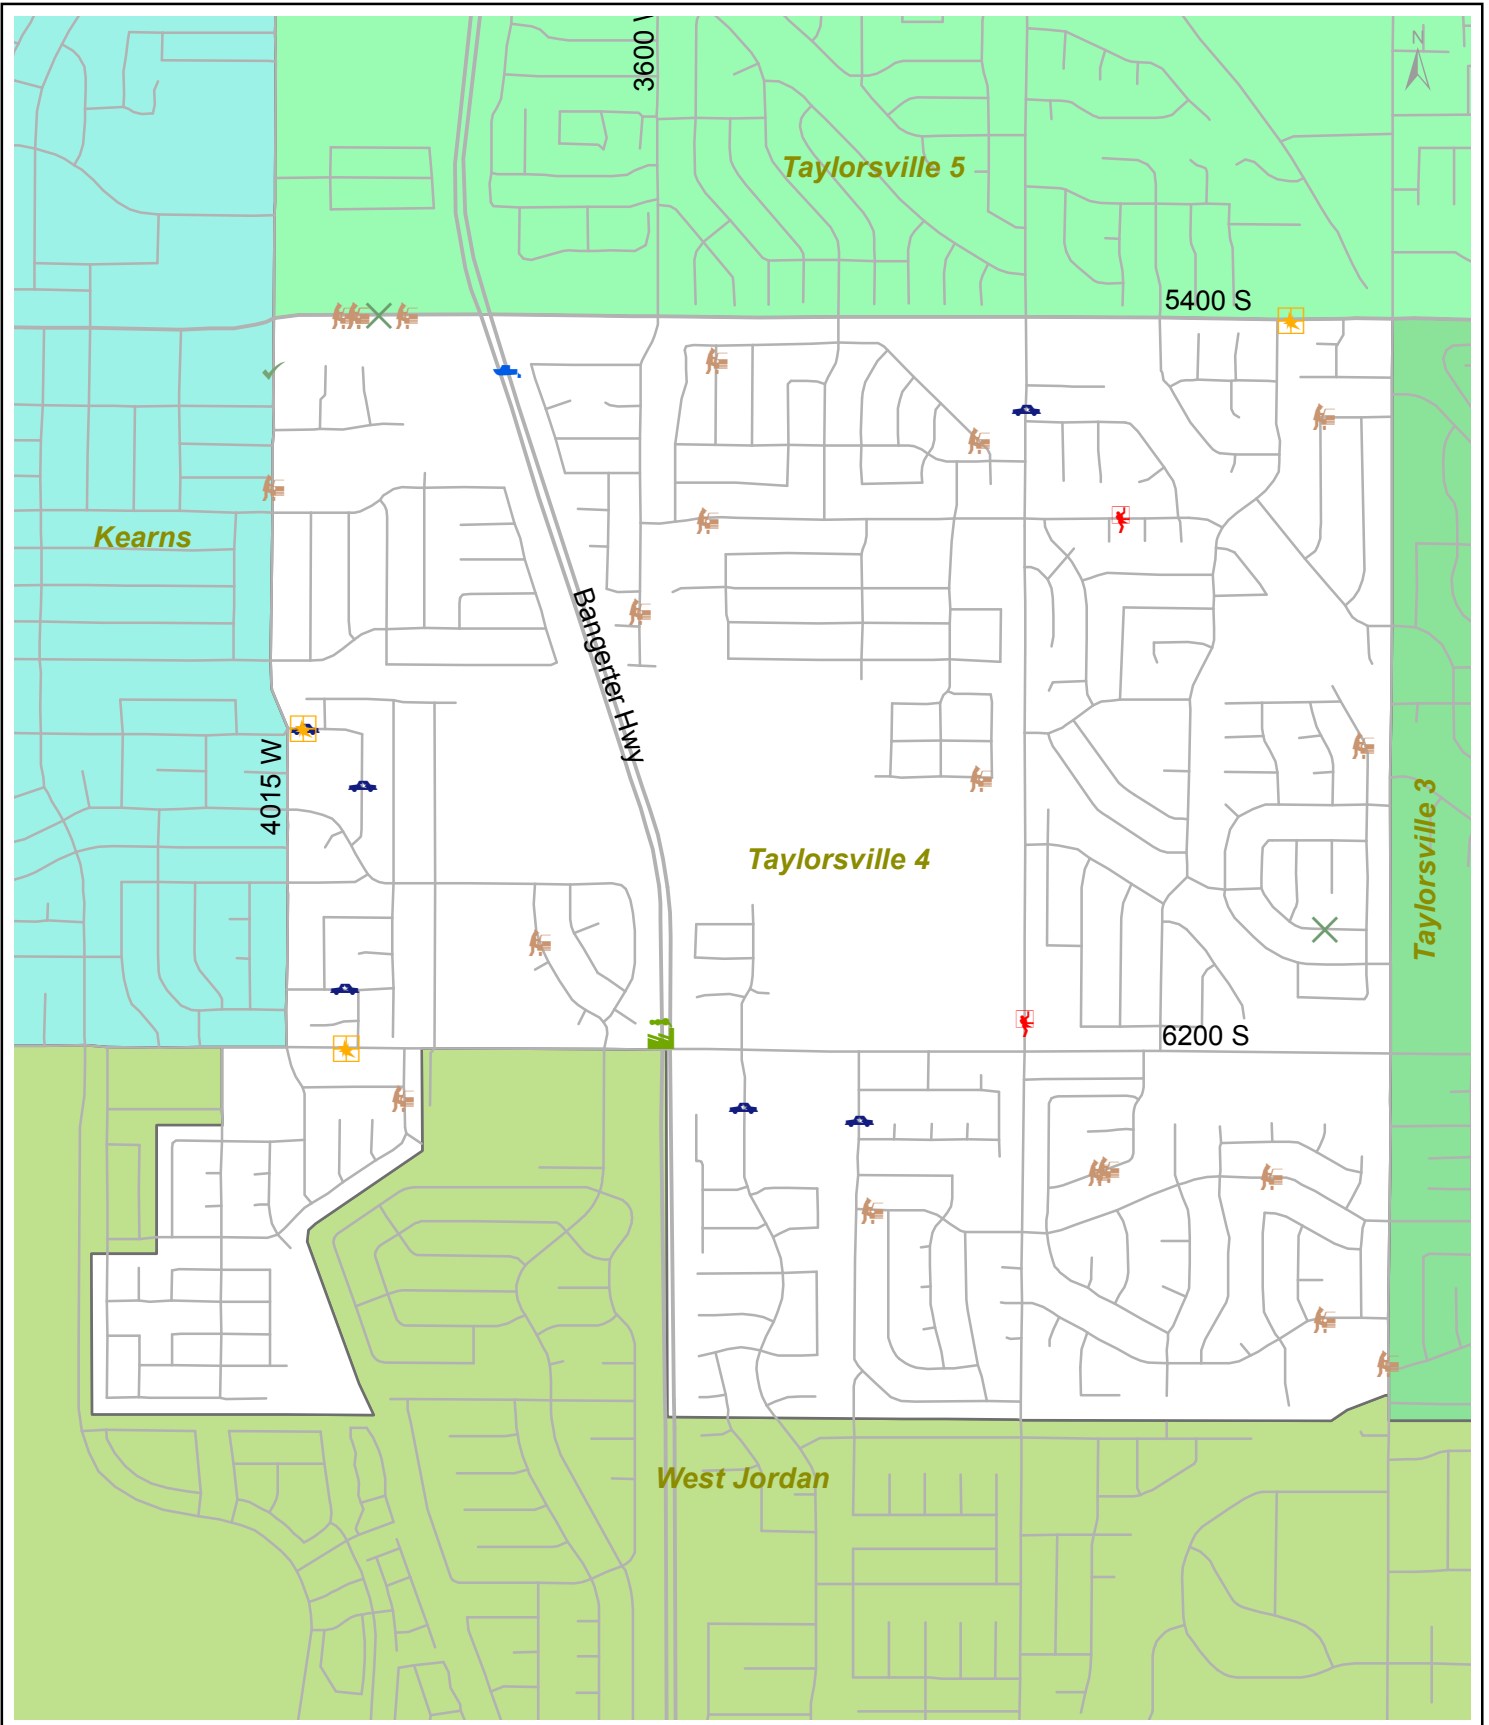 3600 W
N
Taylorsville 5
5400 S
Kearns
Bangerter Hwy
4015 W
Taylorsville 4
Taylorsville 3
6200 S
West Jordan